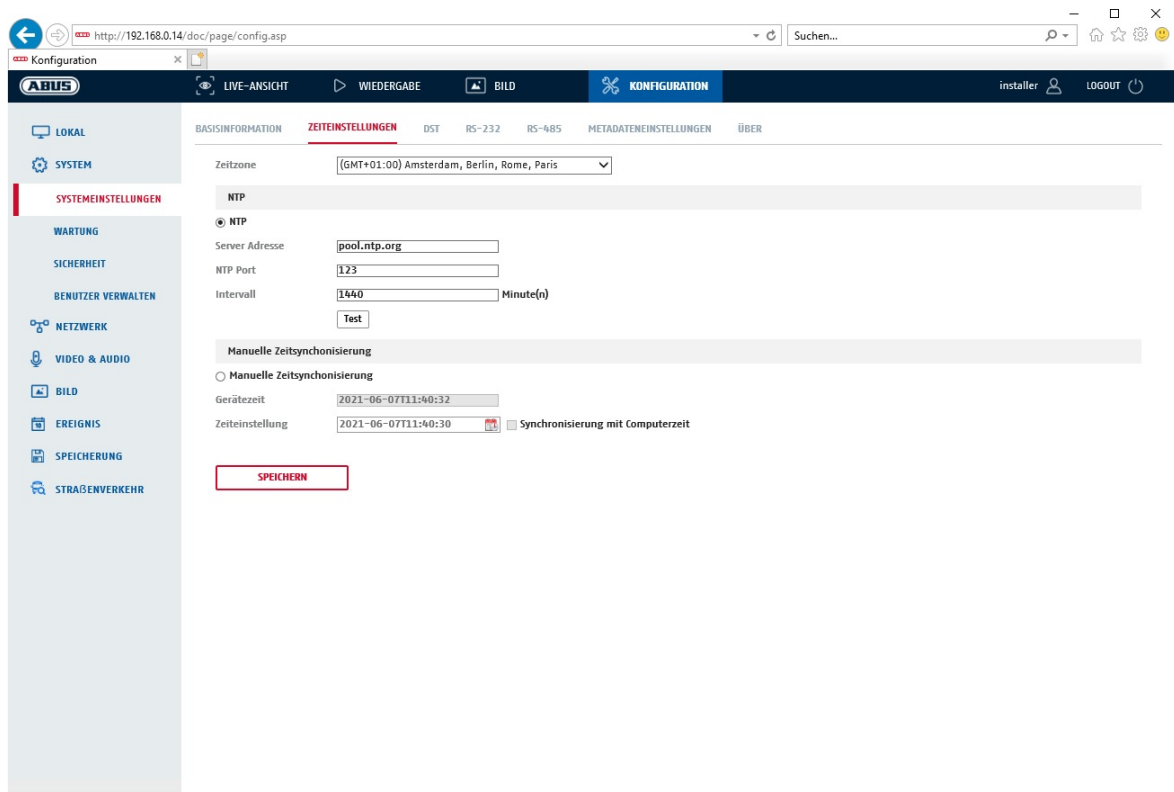 http://192.168.0.14/doc/page/config.asp Suchen...
Konfiguration
ABUS LIVE-ANSICHT WIEDERGABE BILD KONFIGURATION installer LOGOUT
LOKAL
SYSTEM
SYSTEMEINSTELLUNGEN
WARTUNG
SICHERHEIT
BENUTZER VERWALTEN
NETZWERK
VIDEO & AUDIO
BILD
EREIGNIS
SPEICHERUNG
STRAßENVERKEHR
BASISINFORMATION ZEITEINSTELLUNGEN DST RS-232 RS-485 METADATENEINSTELLUNGEN ÜBER
Zeitzone (GMT+01:00) Amsterdam, Berlin, Rome, Paris
NTP
NTP
Server Adresse pool.ntp.org
NTP Port 123
Intervall 1440 Minute(n)
Test
Manuelle Zeitsynchonisierung
Manuelle Zeitsynchonisierung
Gerätezeit 2021-06-07T11:40:32
Zeiteinstellung 2021-06-07T11:40:30 Synchronisierung mit Computerzeit
SPEICHERN